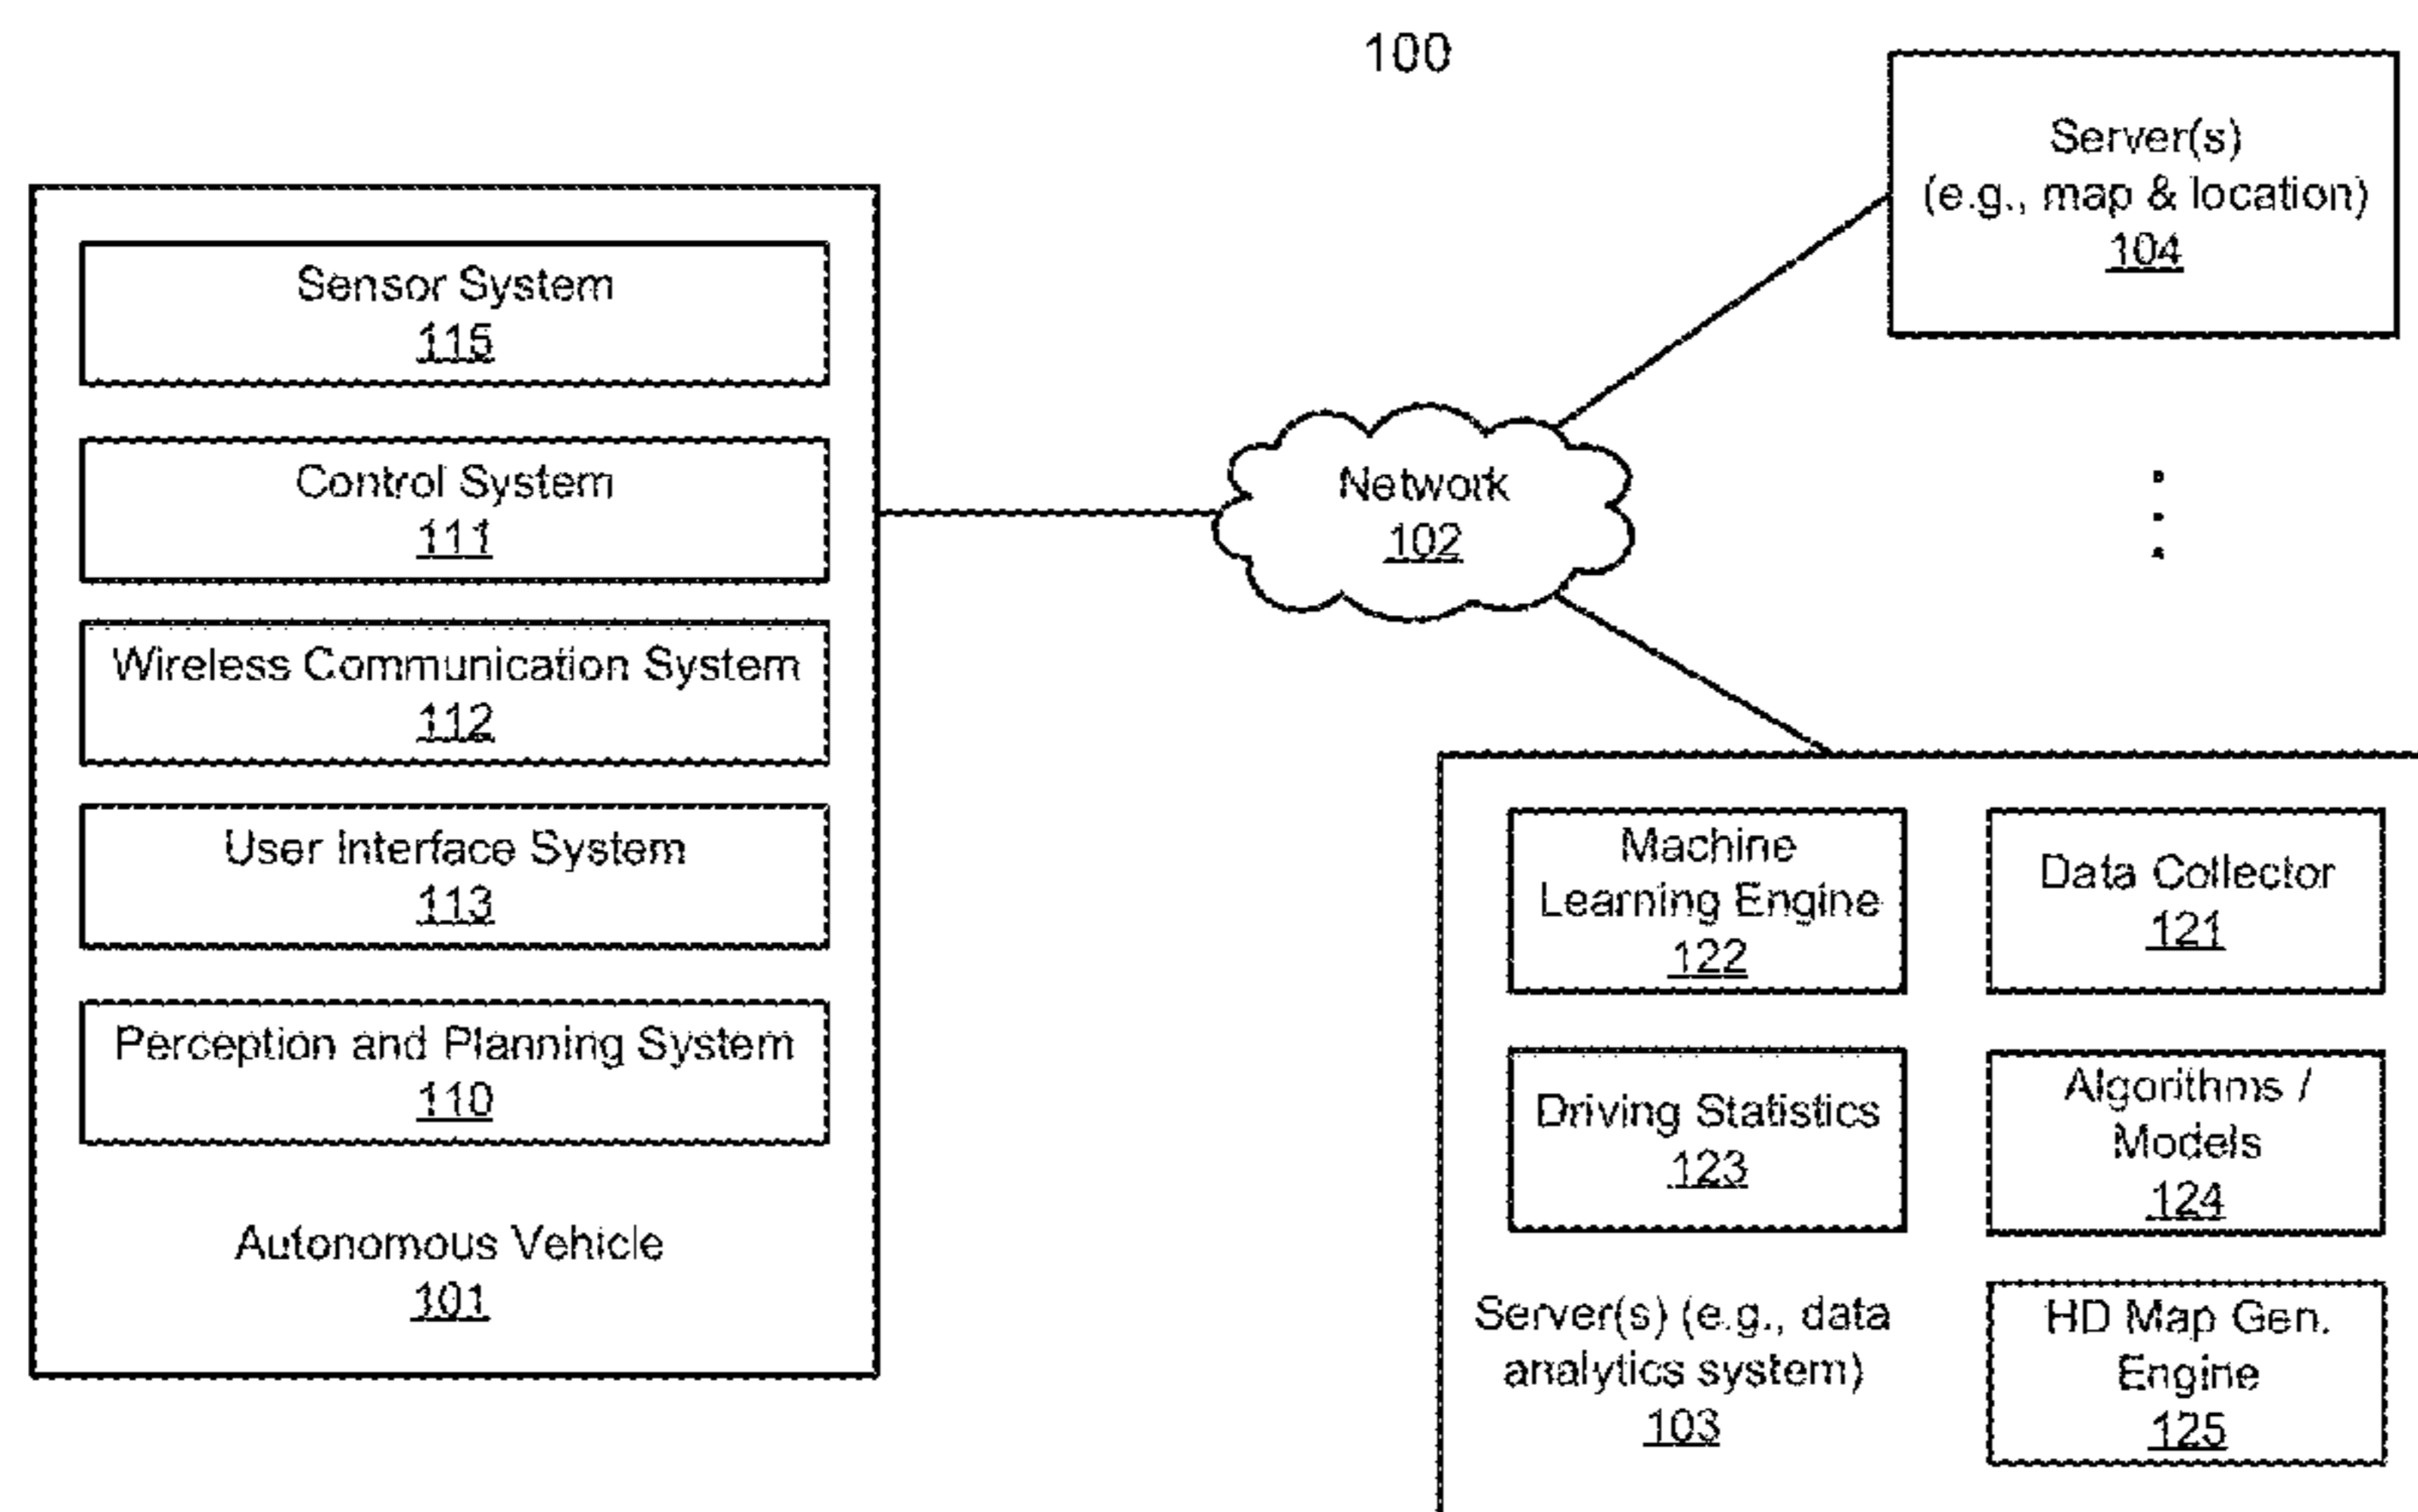 100
Server(s)
(e.g., map & location)
104
Sensor System
115
Control System
111
Wireless Communication System
112
User Interface System
113
Perception and Planning System
110
Autonomous Vehicle
101
Network
102
Machine
Learning Engine
122
Data Collector
121
Driving Statistics
123
Algorithms /
Models
124
Server(s) (e.g., data
analytics system)
103
HD Map Gen.
Engine
125